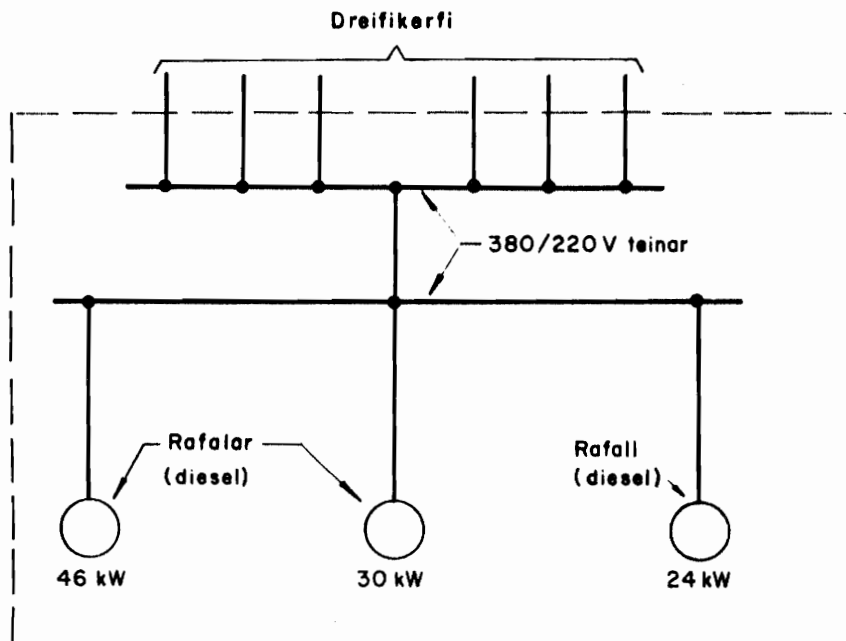 Dreifikerfi
380/220 V teinar
Rafalar
(diesel)
Rafall
(diesel)
46 kW
30 kW
24 kW